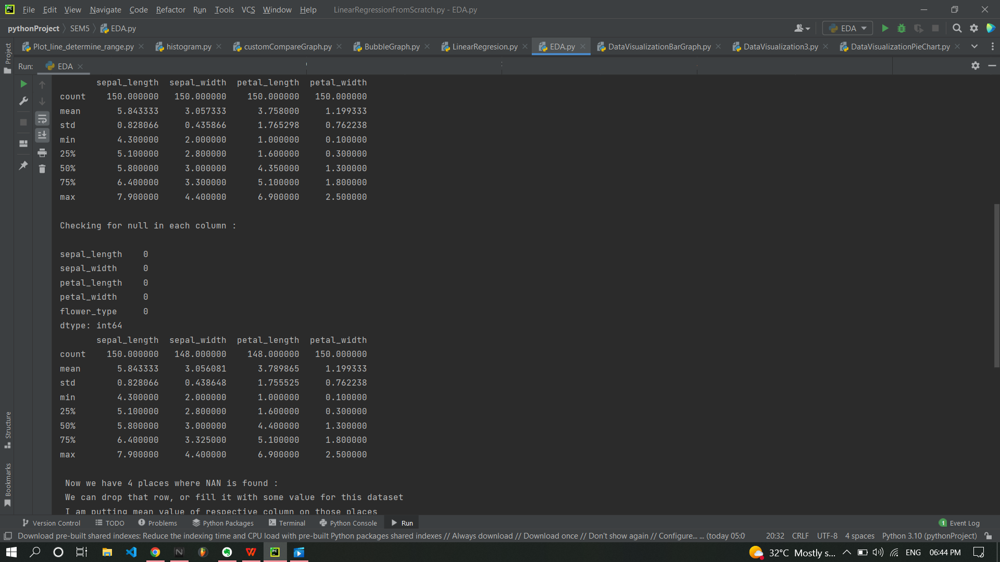 File Edit View Navigate Code Refactor Run Tools VCS Window Help LinearRegressionFromScratch.py - EDA.py
pythonProject SEM5 EDA.py EDA
Plot_line_determine_range.py histogram.py customCompareGraph.py BubbleGraph.py LinearRegresion.py EDA.py DataVisualizationBarGraph.py DataVisualization3.py DataVisualizationPieChart.py
Project
Run: EDA
sepal_length sepal_width petal_length petal_width
count 150.000000 150.000000 150.000000 150.000000
mean 5.843333 3.057333 3.758000 1.199333
std 0.828066 0.435866 1.765298 0.762238
min 4.300000 2.000000 1.000000 0.100000
25% 5.100000 2.800000 1.600000 0.300000
50% 5.800000 3.000000 4.350000 1.300000
75% 6.400000 3.300000 5.100000 1.800000
max 7.900000 4.400000 6.900000 2.500000
Checking for null in each column :
sepal_length 0
sepal_width 0
petal_length 0
petal_width 0
flower_type 0
dtype: int64
sepal_length sepal_width petal_length petal_width
count 150.000000 148.000000 148.000000 150.000000
mean 5.843333 3.056081 3.789865 1.199333
std 0.828066 0.438648 1.755525 0.762238
min 4.300000 2.000000 1.000000 0.100000
25% 5.100000 2.800000 1.600000 0.300000
50% 5.800000 3.000000 4.400000 1.300000
75% 6.400000 3.325000 5.100000 1.800000
max 7.900000 4.400000 6.900000 2.500000
Now we have 4 places where NAN is found :
We can drop that row, or fill it with some value for this dataset
I am putting mean value of respective column on those places
Structure
Bookmarks
Version Control TODO Problems Python Packages Terminal Python Console Run 1 Event Log
Download pre-built shared indexes: Reduce the indexing time and CPU load with pre-built Python packages shared indexes // Always download // Download once // Don't show again // Configure... ... (today 05:0 20:32 CRLF UTF-8 4 spaces Python 3.10 (pythonProject)
32°C Mostly s... ENG 06:44 PM